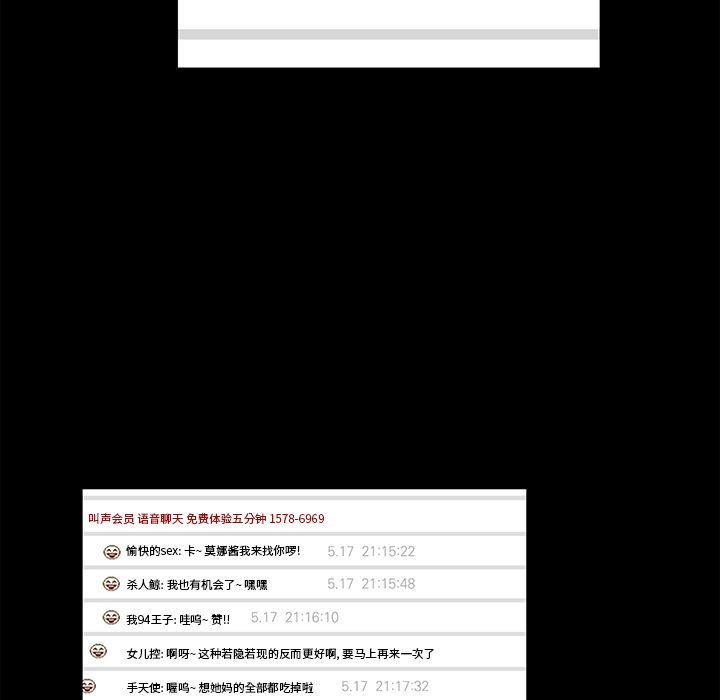 叫声会员 语音聊天 免费体验五分钟 1578-6969
愉快的sex: 卡~ 莫娜酱我来找你啰! 5.17 21:15:22
杀人鲸: 我也有机会了~ 嘿嘿 5.17 21:15:48
我94王子: 哇呜~ 赞!! 5.17 21:16:10
女儿控: 啊呀~ 这种若隐若现的反而更好啊, 要马上再来一次了
手天使: 喔呜~ 想她妈的全部都吃掉啦 5.17 21:17:32